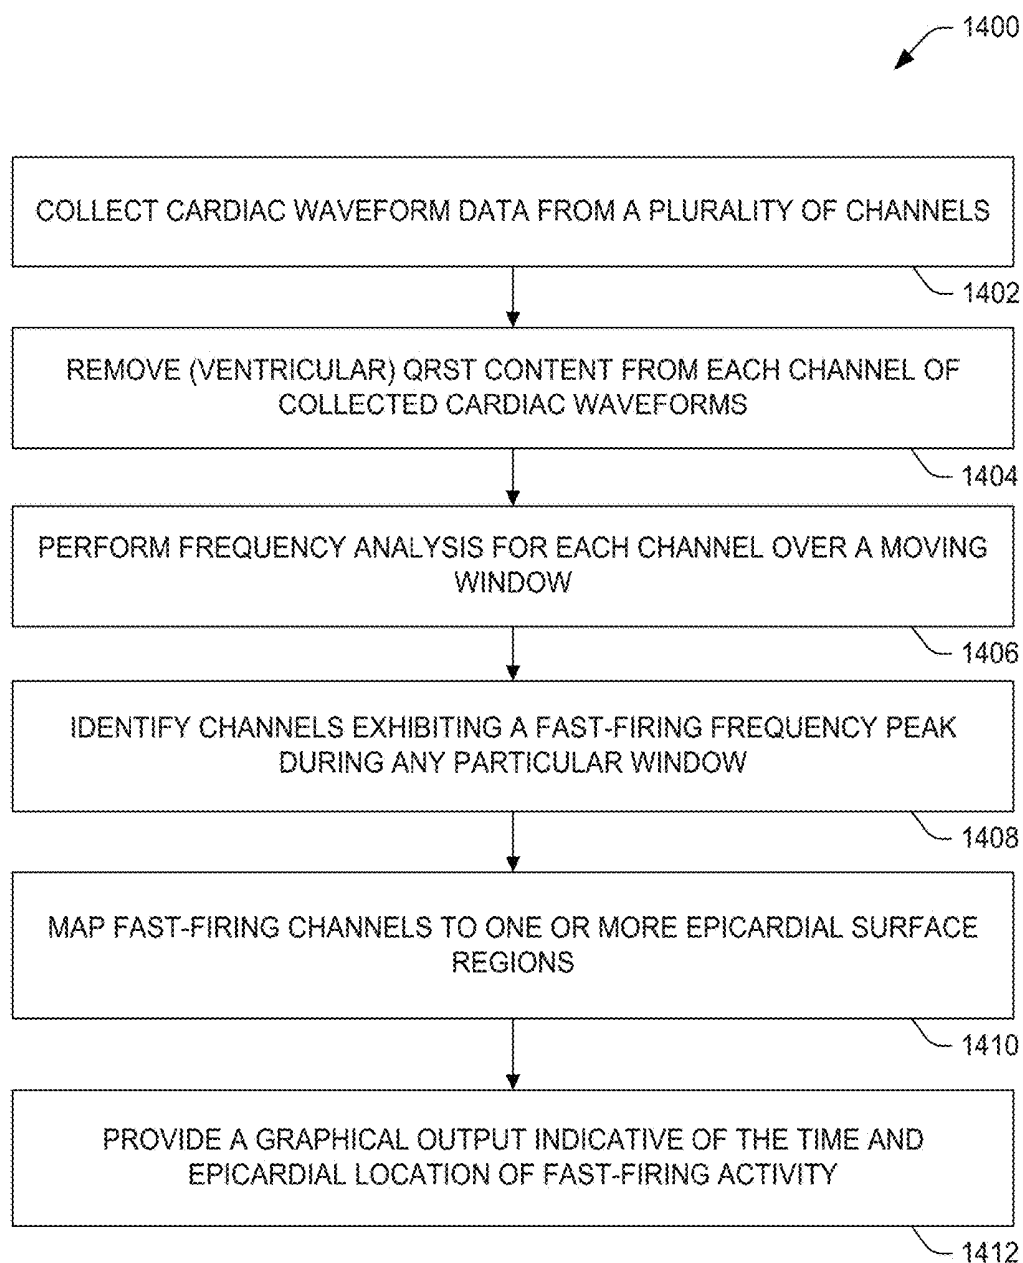 1400
COLLECT CARDIAC WAVEFORM DATA FROM A PLURALITY OF CHANNELS
1402
REMOVE (VENTRICULAR) QRST CONTENT FROM EACH CHANNEL OF
COLLECTED CARDIAC WAVEFORMS
1404
PERFORM FREQUENCY ANALYSIS FOR EACH CHANNEL OVER A MOVING
WINDOW
1406
IDENTIFY CHANNELS EXHIBITING A FAST-FIRING FREQUENCY PEAK
DURING ANY PARTICULAR WINDOW
1408
MAP FAST-FIRING CHANNELS TO ONE OR MORE EPICARDIAL SURFACE
REGIONS
1410
PROVIDE A GRAPHICAL OUTPUT INDICATIVE OF THE TIME AND
EPICARDIAL LOCATION OF FAST-FIRING ACTIVITY
1412